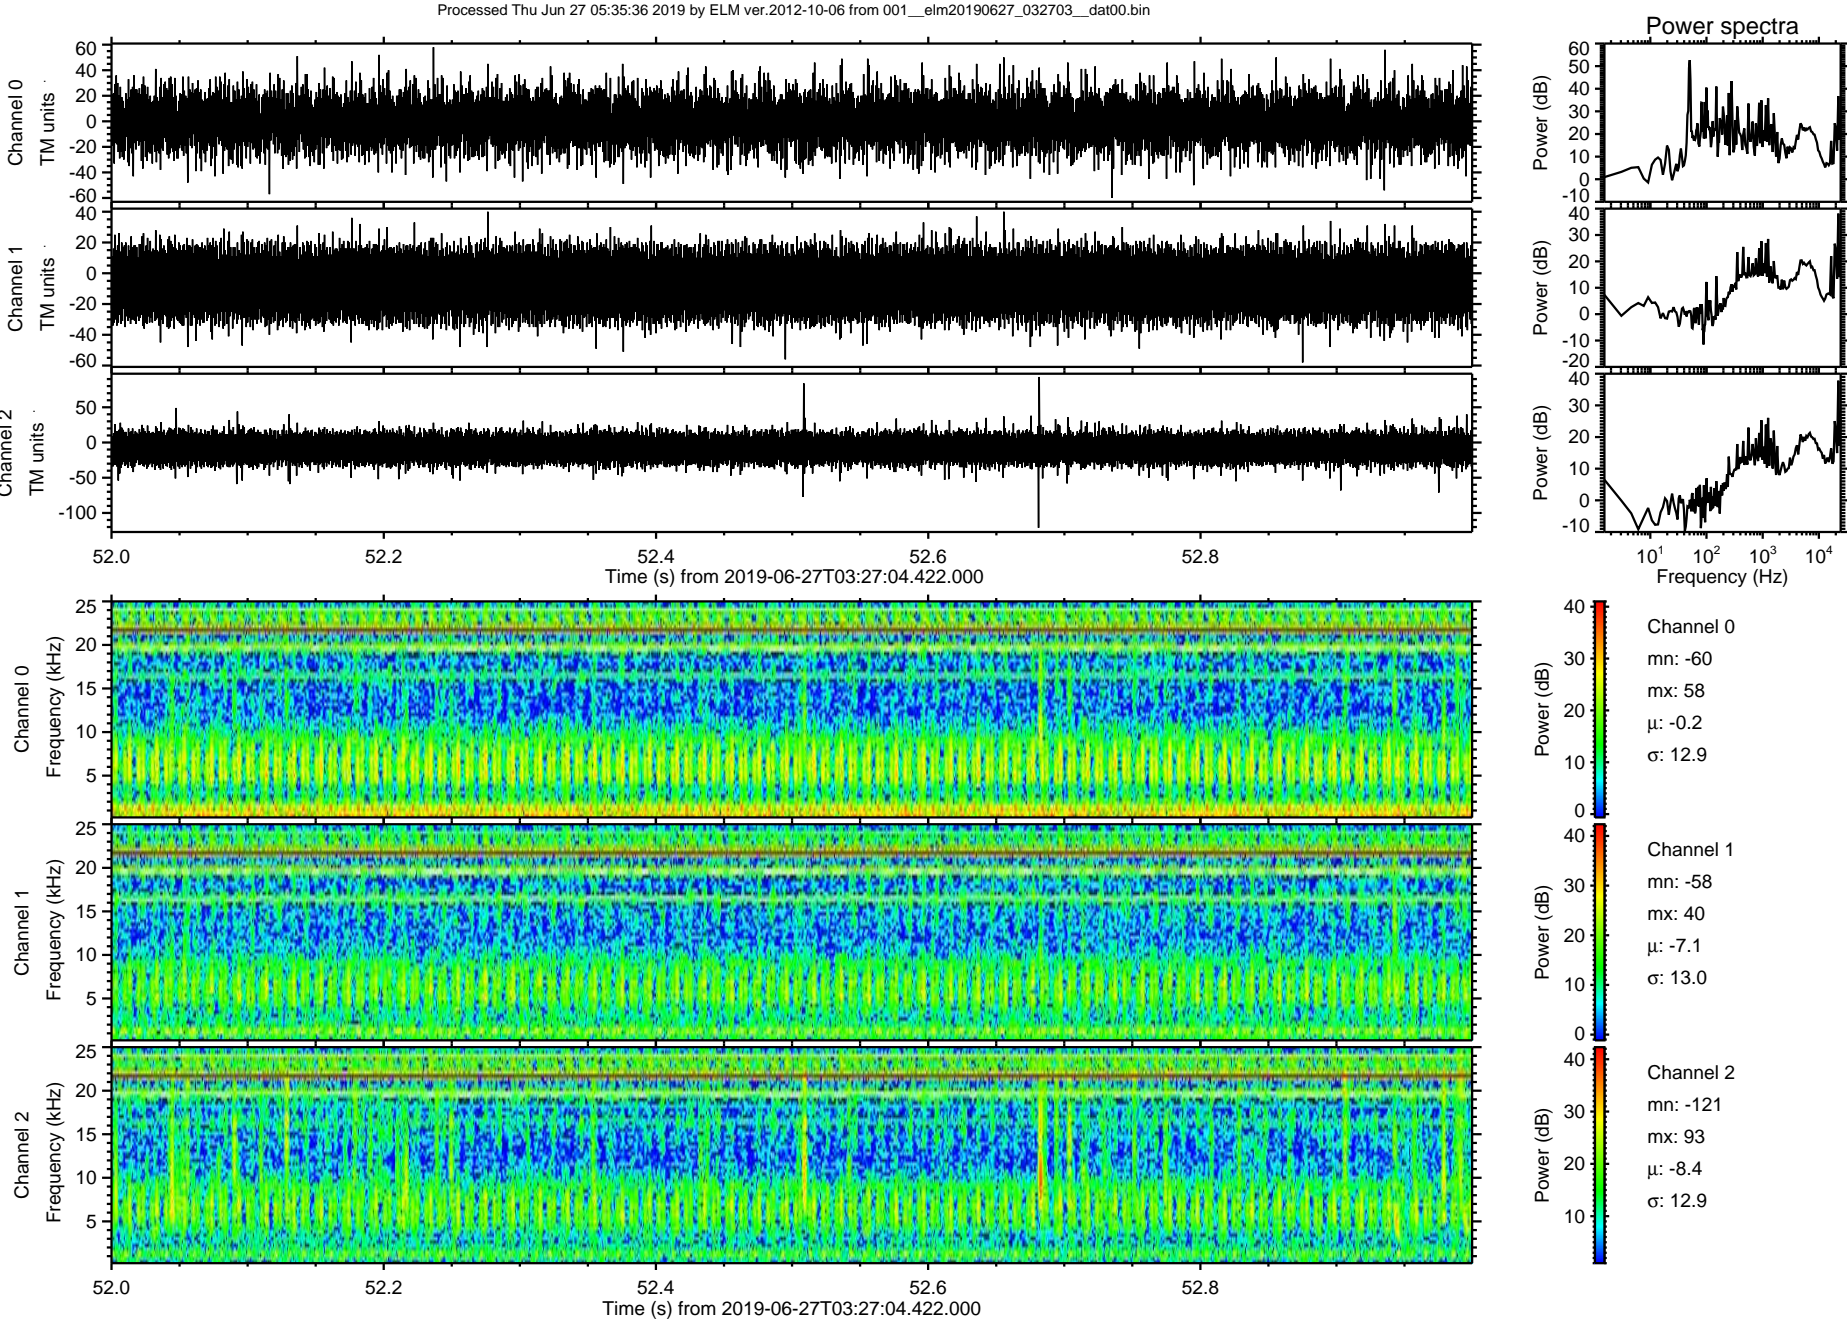 Processed Thu Jun 27 05:35:36 2019 by ELM ver.2012-10-06 from 001__elm20190627_032703__dat00.bin
Power spectra
Channel 0
TM units
60
40
20
0
-20
-40
-60
Power (dB)
60
50
40
30
20
10
0
-10
Channel 1
TM units
40
20
0
-20
-40
-60
Power (dB)
40
30
20
10
0
-10
-20
Channel 2
TM units
50
0
-50
-100
Power (dB)
40
30
20
10
0
-10
52.0 52.2 52.4 52.6 52.8
Time (s) from 2019-06-27T03:27:04.422.000
10^1 10^2 10^3 10^4
Frequency (Hz)
Channel 0
Frequency (kHz)
25
20
15
10
5
Power (dB)
40
30
20
10
0
Channel 0
mn: -60
mx: 58
μ: -0.2
σ: 12.9
Channel 1
Frequency (kHz)
25
20
15
10
5
Power (dB)
40
30
20
10
0
Channel 1
mn: -58
mx: 40
μ: -7.1
σ: 13.0
Channel 2
Frequency (kHz)
25
20
15
10
5
Power (dB)
40
30
20
10
Channel 2
mn: -121
mx: 93
μ: -8.4
σ: 12.9
52.0 52.2 52.4 52.6 52.8
Time (s) from 2019-06-27T03:27:04.422.000